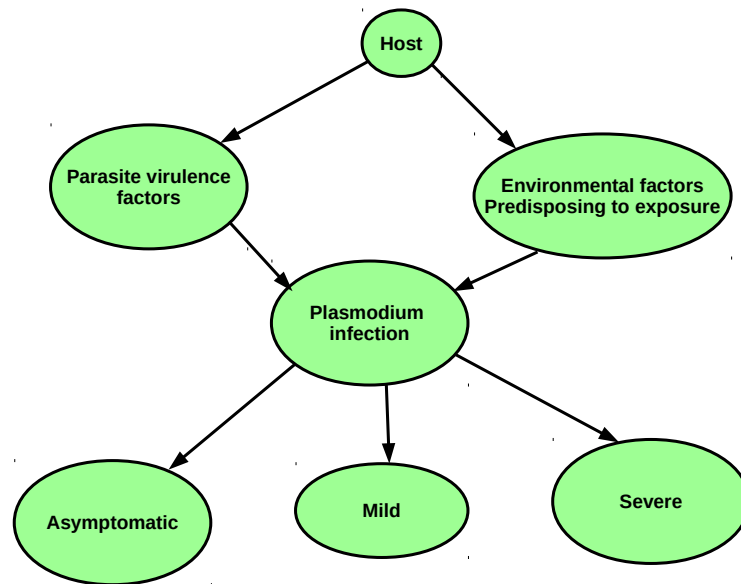 Host
Parasite virulence
factors
Environmental factors
Predisposing to exposure
Plasmodium
infection
Asymptomatic
Mild
Severe